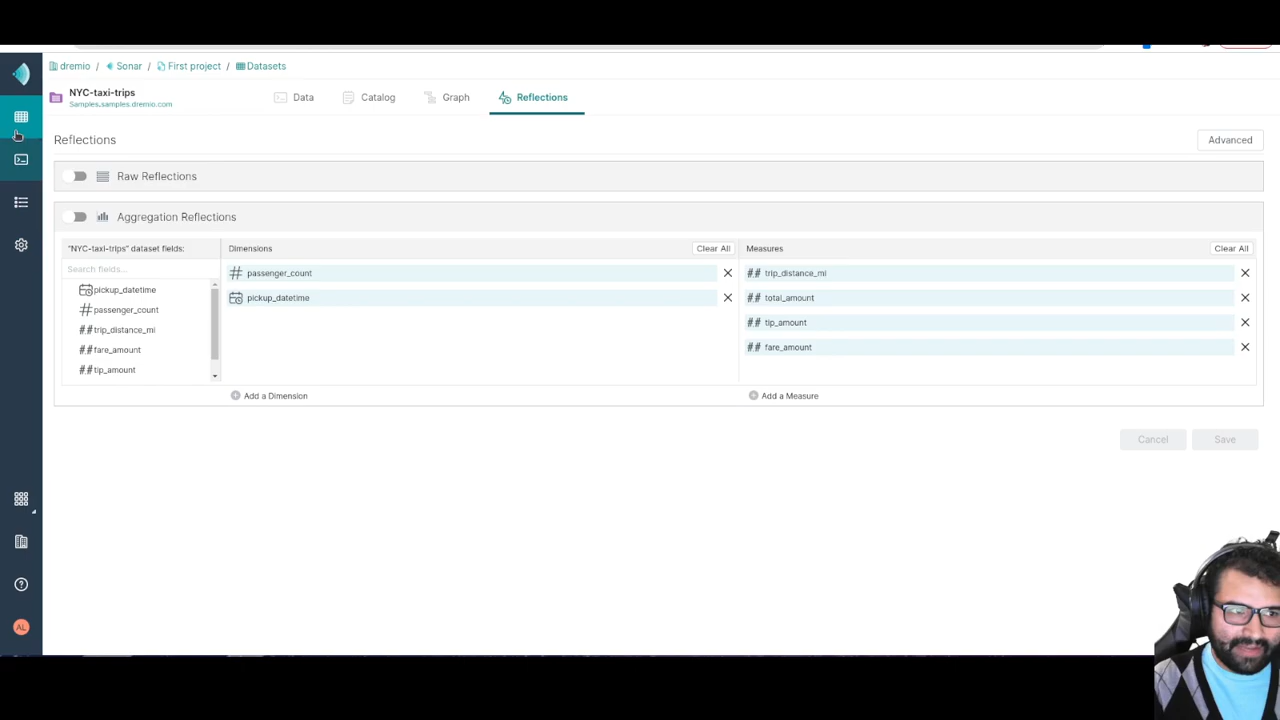 dremio / Sonar / First project / Datasets
NYC-taxi-trips
Samples.samples.dremio.com
Data
Catalog
Graph
Reflections
Reflections
Advanced
Raw Reflections
Aggregation Reflections
"NYC-taxi-trips" dataset fields:
Search fields...
pickup_datetime
# passenger_count
## trip_distance_mi
## fare_amount
## tip_amount
Dimensions
Clear All
# passenger_count
pickup_datetime
Add a Dimension
Measures
Clear All
## trip_distance_mi
## total_amount
## tip_amount
## fare_amount
Add a Measure
Cancel
Save
AL